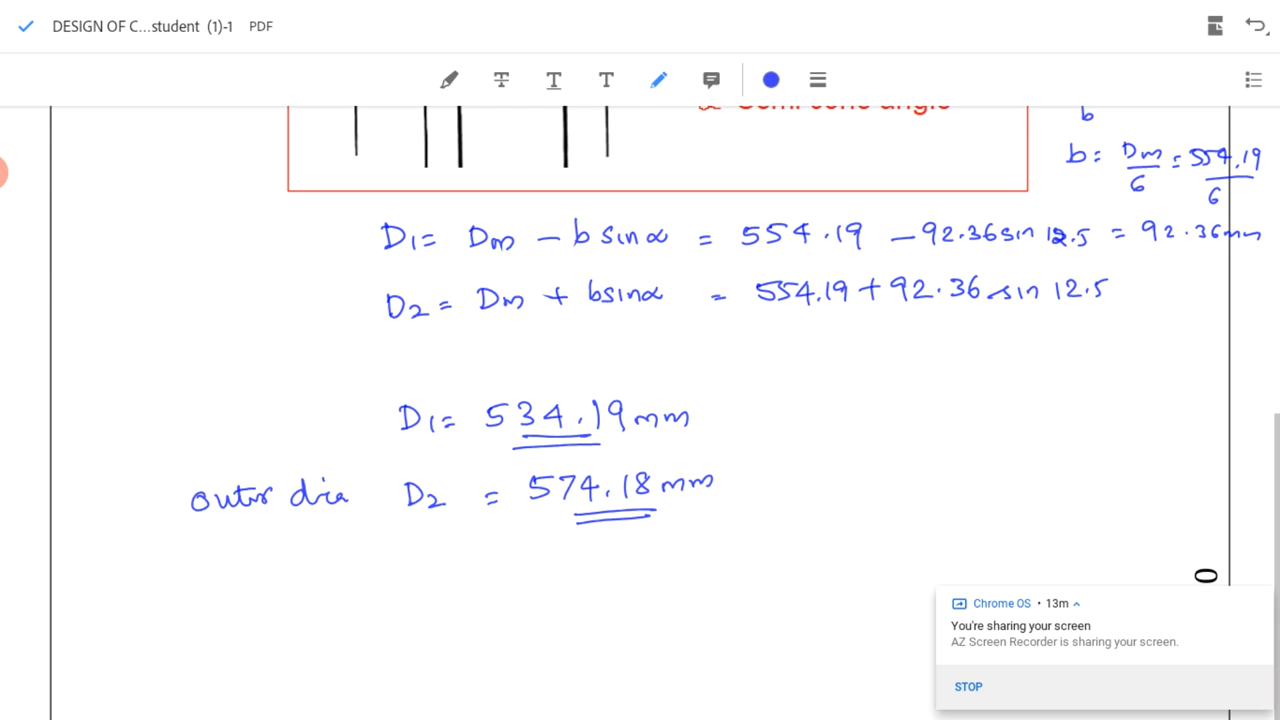 DESIGN OF C...student (1)-1 PDF
b
b = Dm/6 = 554.19/6
D1 = Dm - b sin α = 554.19 - 92.36 sin 12.5 = 92.36mm
D2 = Dm + b sin α = 554.19 + 92.36 sin 12.5
D1 = 534.19 mm
outer dia D2 = 574.18 mm
0
Chrome OS • 13m
You're sharing your screen
AZ Screen Recorder is sharing your screen.
STOP